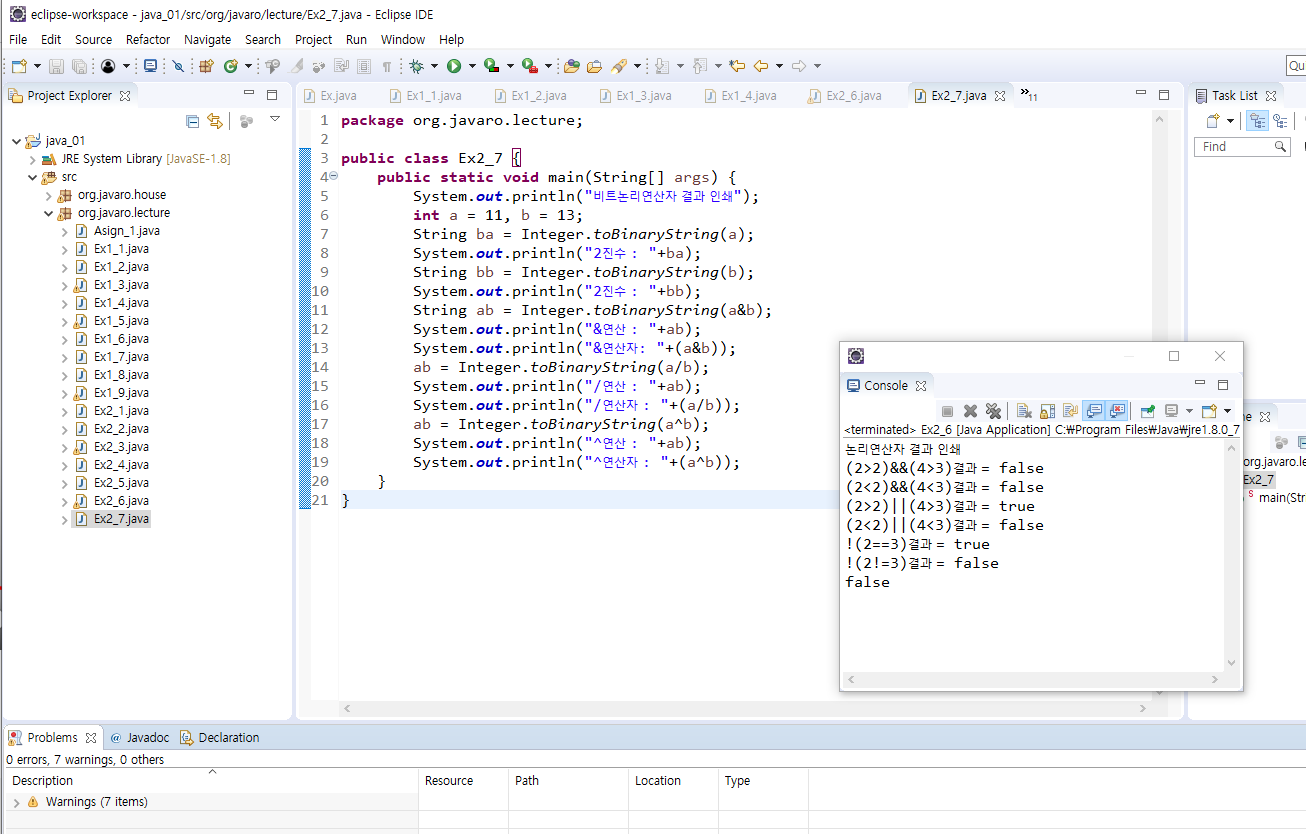 eclipse-workspace - java_01/src/org/javaro/lecture/Ex2_7.java - Eclipse IDE
File Edit Source Refactor Navigate Search Project Run Window Help
Qu
Project Explorer
java_01
JRE System Library [JavaSE-1.8]
src
org.javaro.house
org.javaro.lecture
Asign_1.java
Ex1_1.java
Ex1_2.java
Ex1_3.java
Ex1_4.java
Ex1_5.java
Ex1_6.java
Ex1_7.java
Ex1_8.java
Ex1_9.java
Ex2_1.java
Ex2_2.java
Ex2_3.java
Ex2_4.java
Ex2_5.java
Ex2_6.java
Ex2_7.java
Ex.java Ex1_1.java Ex1_2.java Ex1_3.java Ex1_4.java Ex2_6.java Ex2_7.java »11
1 package org.javaro.lecture;
2
3 public class Ex2_7 {
4 public static void main(String[] args) {
5 System.out.println("비트논리연산자 결과 인쇄");
6 int a = 11, b = 13;
7 String ba = Integer.toBinaryString(a);
8 System.out.println("2진수 : "+ba);
9 String bb = Integer.toBinaryString(b);
10 System.out.println("2진수 : "+bb);
11 String ab = Integer.toBinaryString(a&b);
12 System.out.println("&연산 : "+ab);
13 System.out.println("&연산자: "+(a&b));
14 ab = Integer.toBinaryString(a/b);
15 System.out.println("/연산 : "+ab);
16 System.out.println("/연산자 : "+(a/b));
17 ab = Integer.toBinaryString(a^b);
18 System.out.println("^연산 : "+ab);
19 System.out.println("^연산자 : "+(a^b));
20 }
21 }
Task List
Find
Console
<terminated> Ex2_6 [Java Application] C:₩Program Files₩Java₩jre1.8.0_7
논리연산자 결과 인쇄
(2>2)&&(4>3)결과 = false
(2<2)&&(4<3)결과 = false
(2>2)||(4>3)결과 = true
(2<2)||(4<3)결과 = false
!(2==3)결과 = true
!(2!=3)결과 = false
false
org.javaro.le
Ex2_7
main(Str
Problems Javadoc Declaration
0 errors, 7 warnings, 0 others
Description Resource Path Location Type
Warnings (7 items)